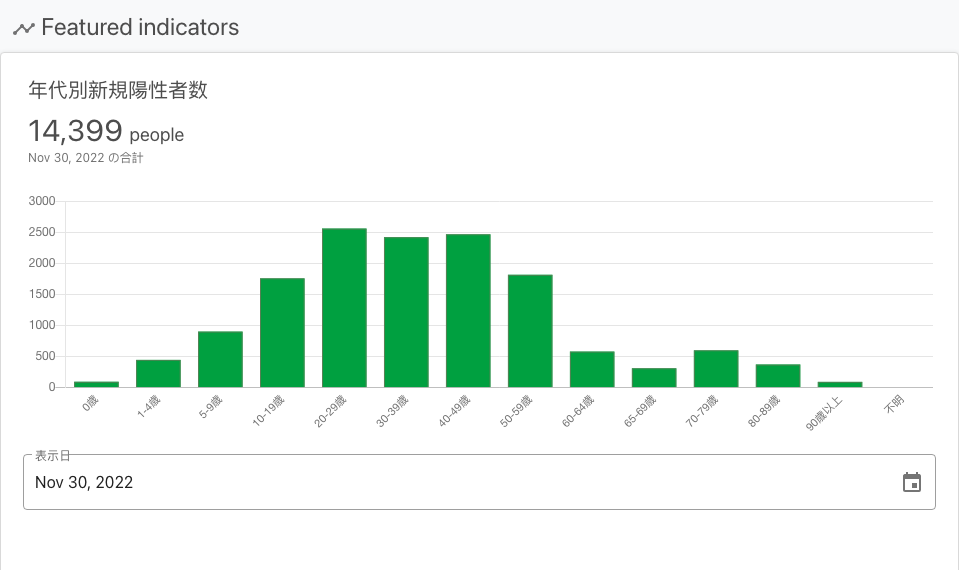 Featured indicators
年代別新規陽性者数
14,399 people
Nov 30, 2022 の合計
3000
2500
2000
1500
1000
500
0
0歳
1-4歳
5-9歳
10-19歳
20-29歳
30-39歳
40-49歳
50-59歳
60-64歳
65-69歳
70-79歳
80-89歳
90歳以上
不明
表示日
Nov 30, 2022